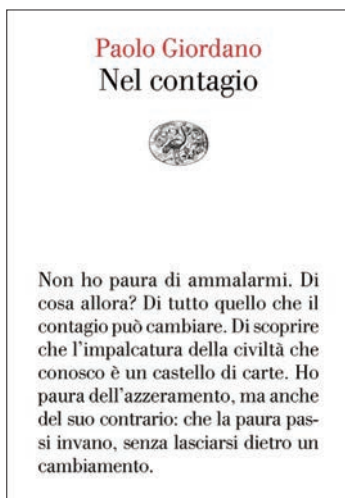 Paolo Giordano
Nel contagio
Non ho paura di ammalarmi. Di
cosa allora? Di tutto quello che il
contagio può cambiare. Di scoprire
che l'impalcatura della civiltà che
conosco è un castello di carte. Ho
paura dell'azzeramento, ma anche
del suo contrario: che la paura pas-
si invano, senza lasciarsi dietro un
cambiamento.